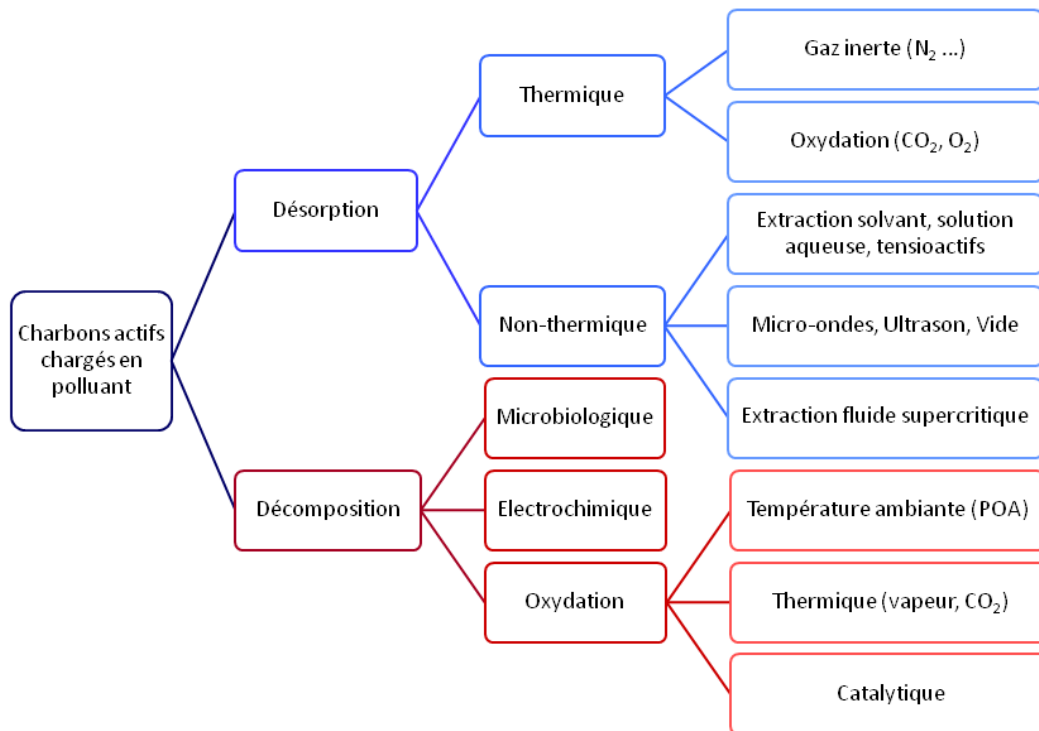 Charbons actifs
chargés en
polluant
Désorption
Thermique
Gaz inerte (N₂ ...)
Oxydation (CO₂, O₂)
Non-thermique
Extraction solvant, solution
aqueuse, tensioactifs
Micro-ondes, Ultrason, Vide
Extraction fluide supercritique
Décomposition
Microbiologique
Electrochimique
Oxydation
Température ambiante (POA)
Thermique (vapeur, CO₂)
Catalytique